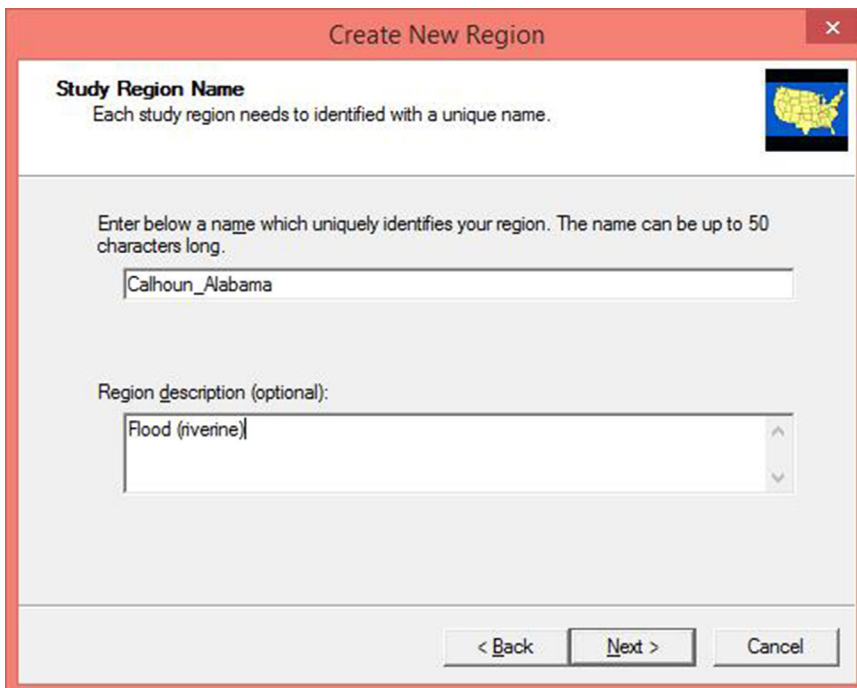 Create New Region
Study Region Name
Each study region needs to identified with a unique name.
Enter below a name which uniquely identifies your region. The name can be up to 50
characters long.
Calhoun_Alabama
Region description (optional):
Flood (riverine)
< Back
Next >
Cancel